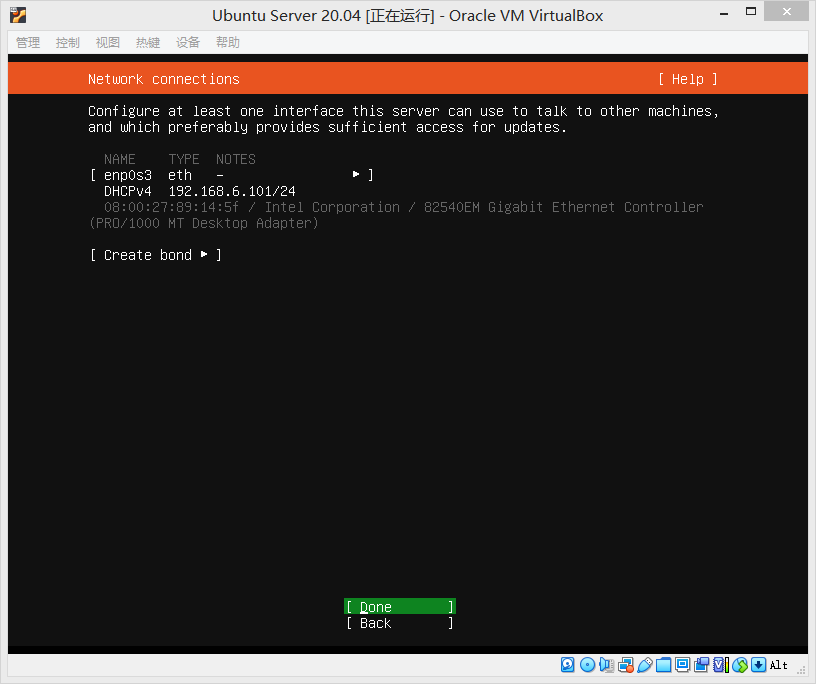 Ubuntu Server 20.04 [正在运行] - Oracle VM VirtualBox
管理 控制 视图 热键 设备 帮助
Network connections [ Help ]
Configure at least one interface this server can use to talk to other machines,
and which preferably provides sufficient access for updates.
NAME TYPE NOTES
[ enp0s3 eth - ▸ ]
DHCPv4 192.168.6.101/24
08:00:27:89:14:5f / Intel Corporation / 82540EM Gigabit Ethernet Controller
(PRO/1000 MT Desktop Adapter)
[ Create bond ▸ ]
[ Done ]
[ Back ]
Alt